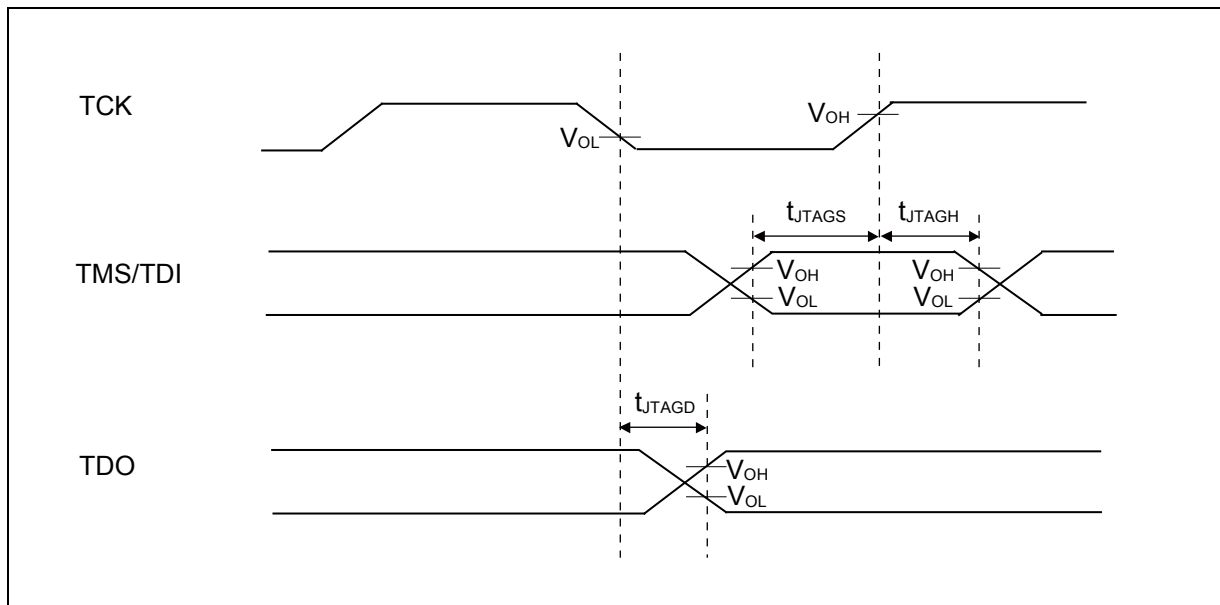 TCK
VOL
VOH
tJTAGS
tJTAGH
TMS/TDI
VOH
VOL
VOH
VOL
tJTAGD
TDO
VOH
VOL